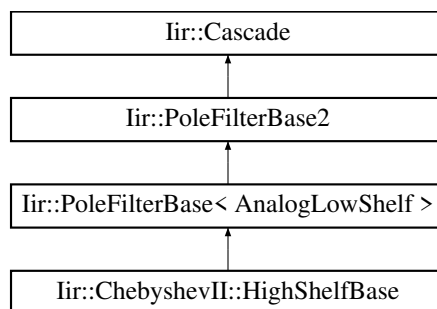 Iir::Cascade
Iir::PoleFilterBase2
Iir::PoleFilterBase< AnalogLowShelf >
Iir::ChebyshevII::HighShelfBase